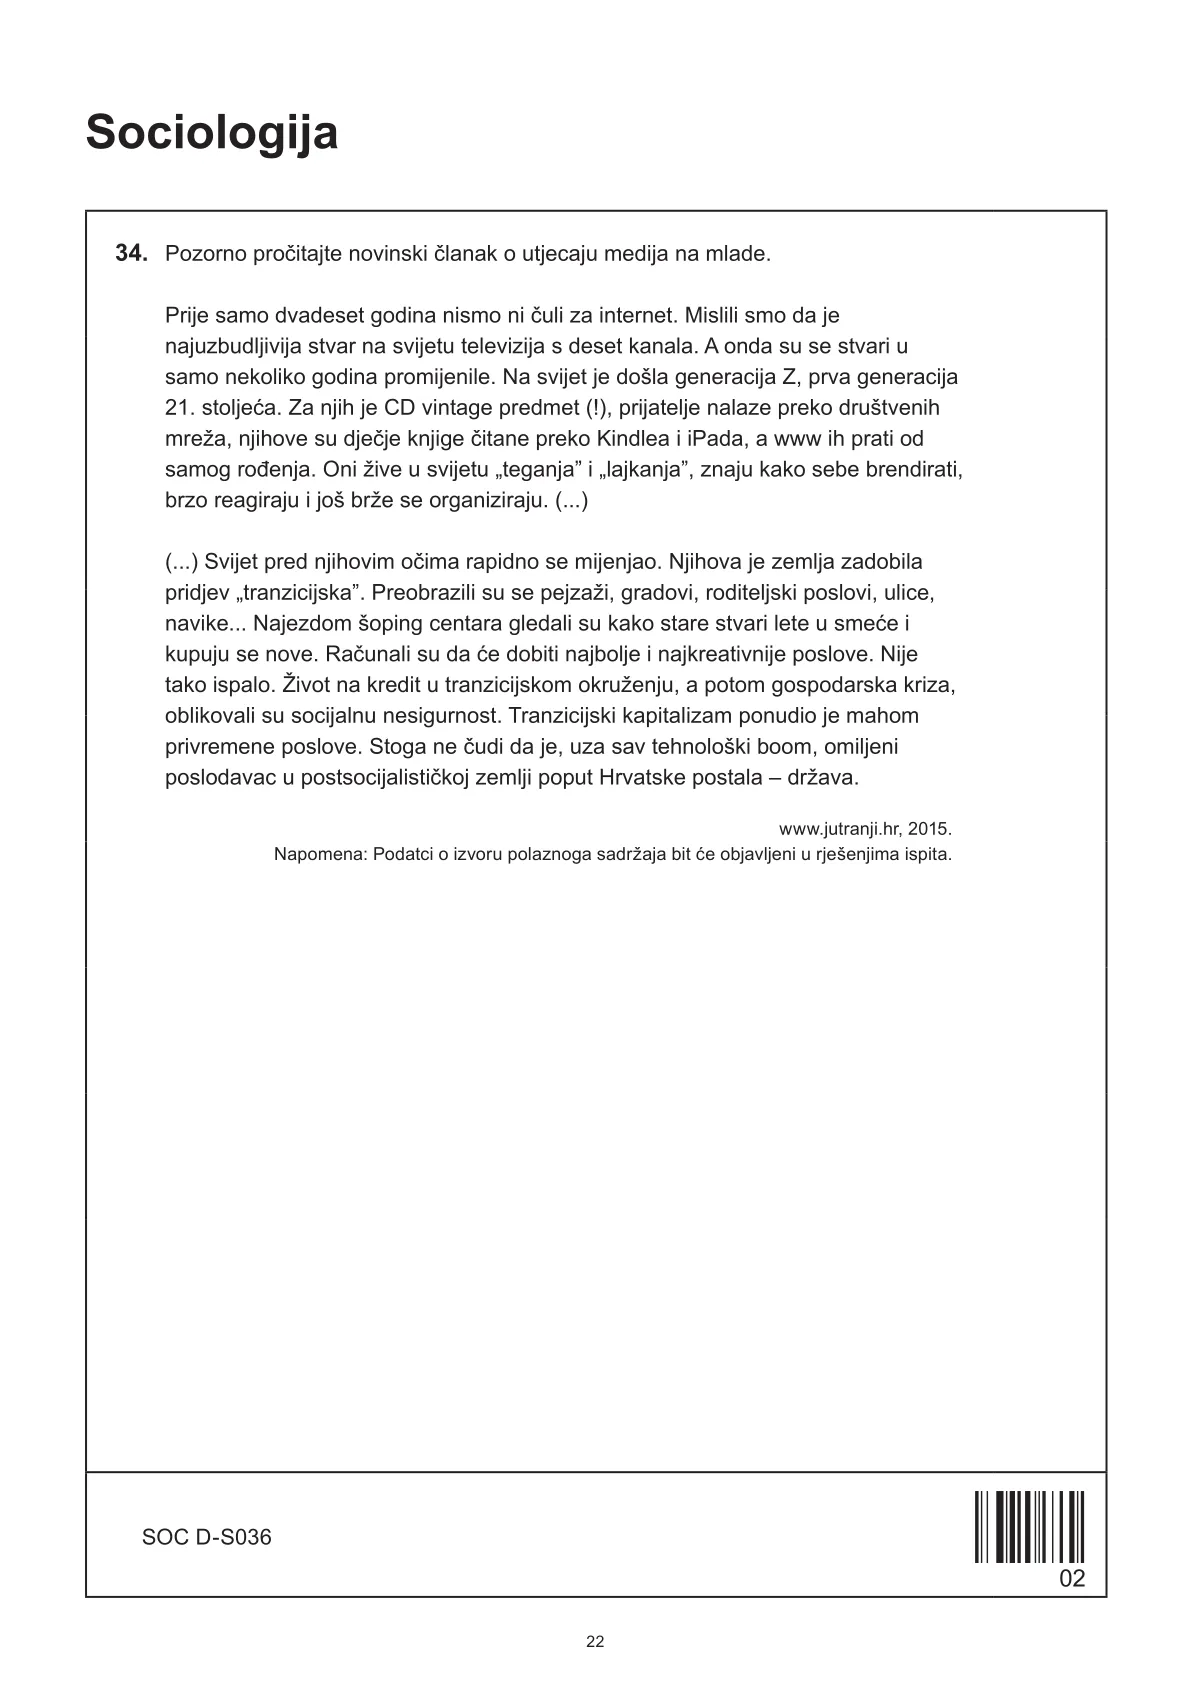 Sociologija
34. Pozorno pročitajte novinski članak o utjecaju medija na mlade.
Prije samo dvadeset godina nismo ni čuli za internet. Mislili smo da je
najuzbudljivija stvar na svijetu televizija s deset kanala. A onda su se stvari u
samo nekoliko godina promijenile. Na svijet je došla generacija Z, prva generacija
21. stoljeća. Za njih je CD vintage predmet (!), prijatelje nalaze preko društvenih
mreža, njihove su dječje knjige čitane preko Kindlea i iPada, a www ih prati od
samog rođenja. Oni žive u svijetu „teganja” i „lajkanja”, znaju kako sebe brendirati,
brzo reagiraju i još brže se organiziraju. (...)
(...) Svijet pred njihovim očima rapidno se mijenjao. Njihova je zemlja zadobila
pridjev „tranzicijska”. Preobrazili su se pejzaži, gradovi, roditeljski poslovi, ulice,
navike... Najezdom šoping centara gledali su kako stare stvari lete u smeće i
kupuju se nove. Računali su da će dobiti najbolje i najkreativnije poslove. Nije
tako ispalo. Život na kredit u tranzicijskom okruženju, a potom gospodarska kriza,
oblikovali su socijalnu nesigurnost. Tranzicijski kapitalizam ponudio je mahom
privremene poslove. Stoga ne čudi da je, uza sav tehnološki boom, omiljeni
poslodavac u postsocijalističkoj zemlji poput Hrvatske postala – država.
www.jutranji.hr, 2015.
Napomena: Podatci o izvoru polaznoga sadržaja bit će objavljeni u rješenjima ispita.
SOC D-S036
02
22